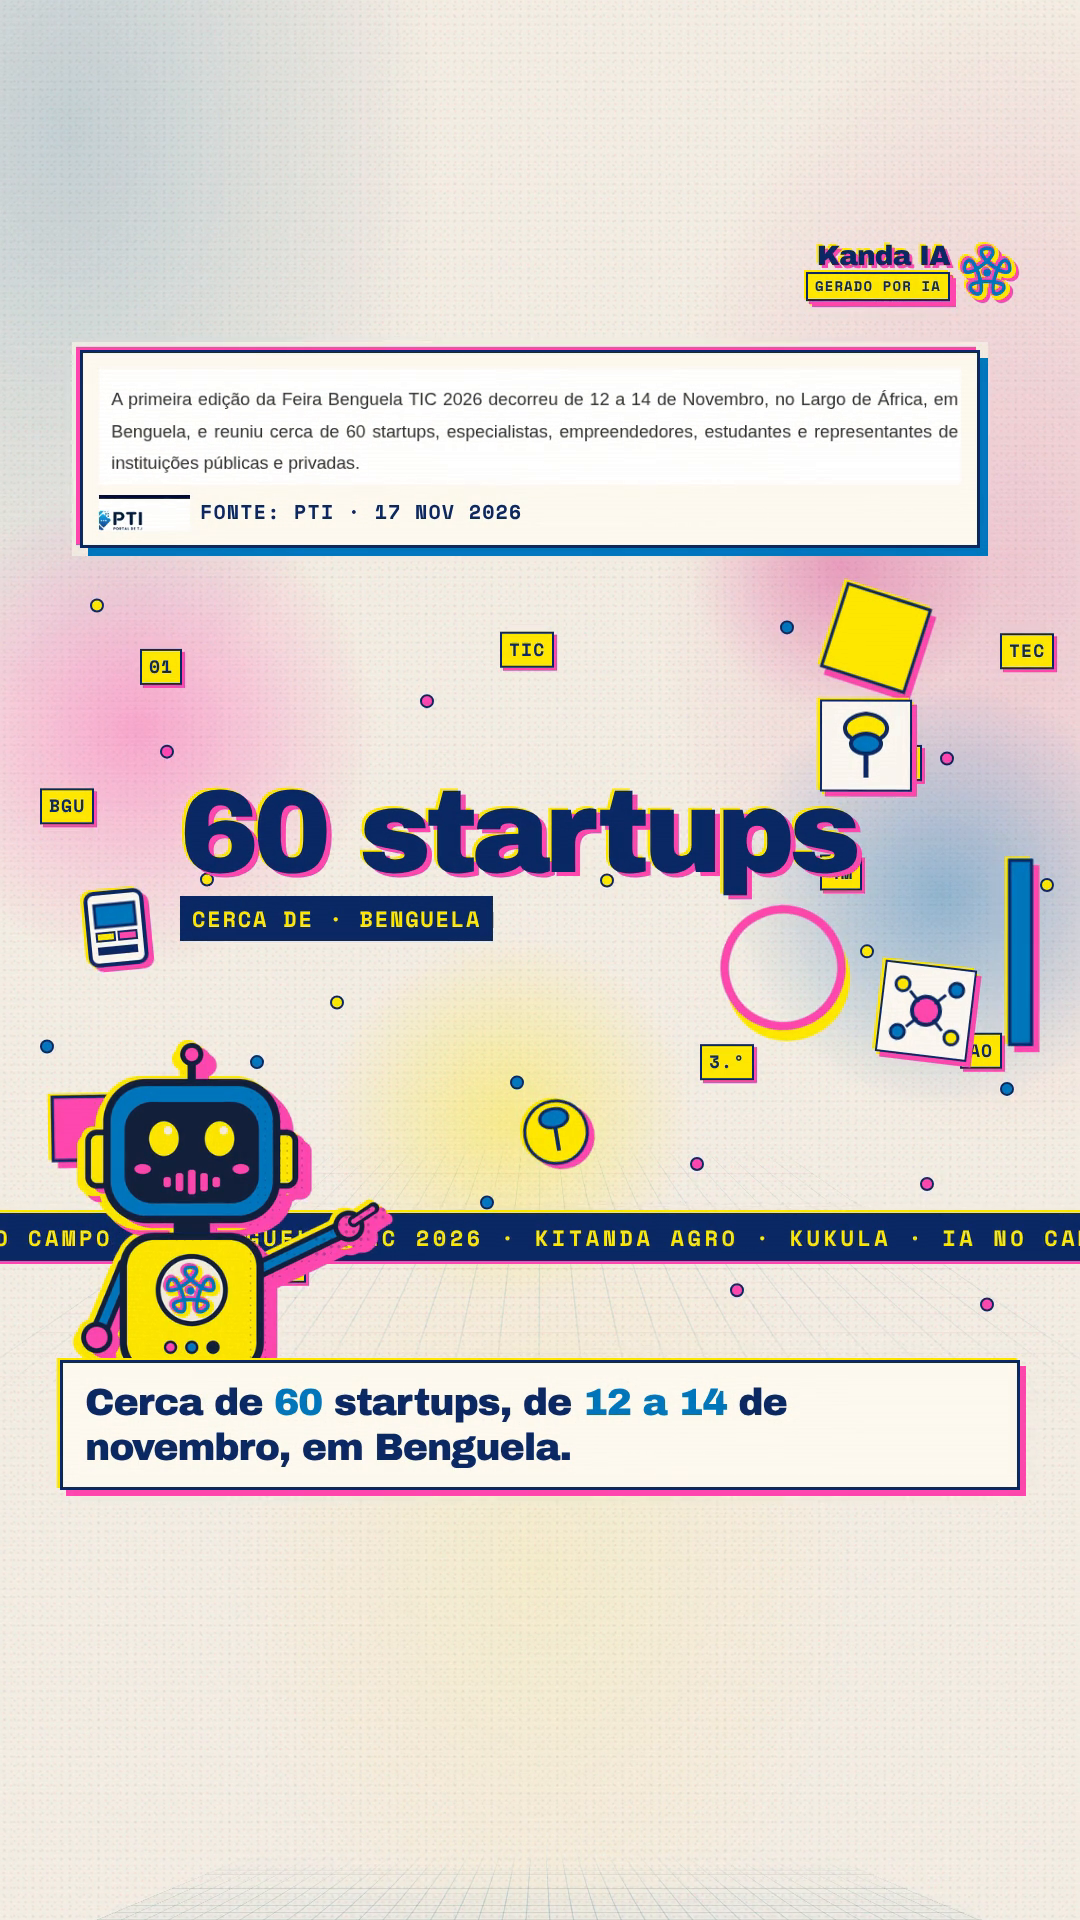 Kanda IA
GERADO POR IA
A primeira edição da Feira Benguela TIC 2026 decorreu de 12 a 14 de Novembro, no Largo de África, em
Benguela, e reuniu cerca de 60 startups, especialistas, empreendedores, estudantes e representantes de
instituições públicas e privadas.
PTI
FONTE: PTI · 17 NOV 2026
01
TIC
TEC
BGU
60 startups
CERCA DE · BENGUELA
3.°
AO
CAMPO
C 2026 · KITANDA AGRO · KUKULA · IA NO CA
Cerca de 60 startups, de 12 a 14 de
novembro, em Benguela.